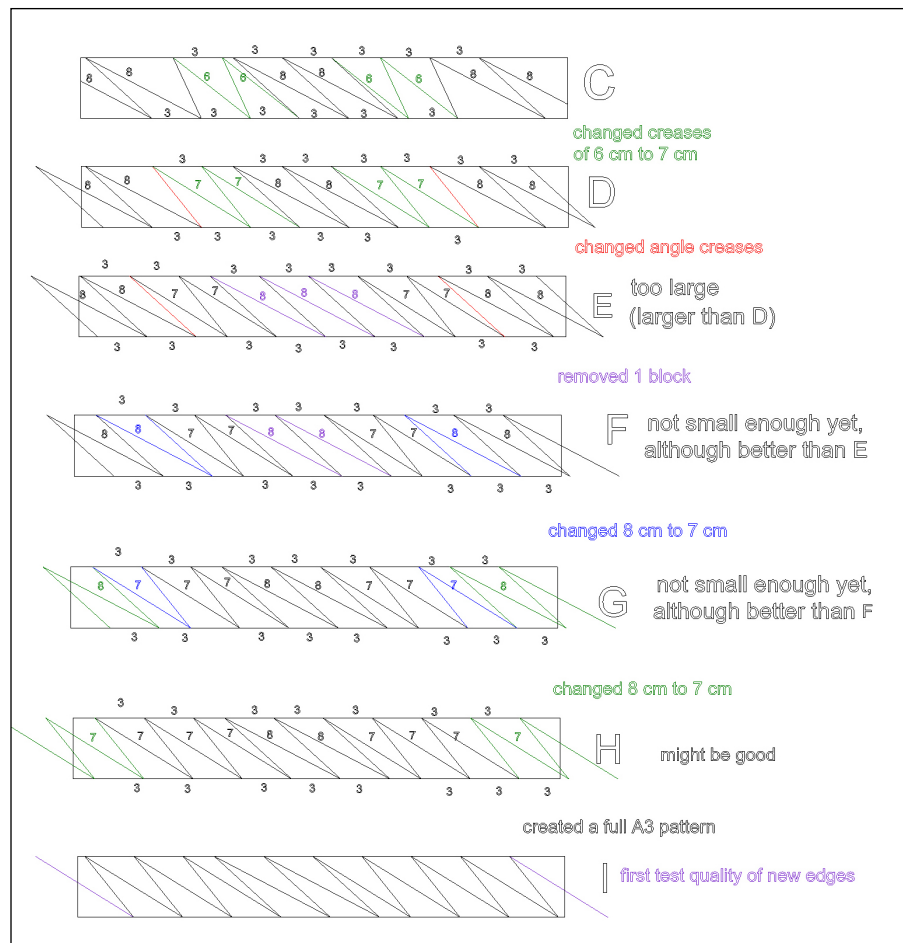 3 3 3 3 3 3
8 8 6 6 8 8 6 6 8 8
C
3 3 3 3 3 3
changed creases
of 6 cm to 7 cm
3 3 3 3 3 3 3
8 8 7 7 8 8 7 7 8 8
D
3 3 3 3 3 3
changed angle creases
3 3 3 3 3 3 3 3
8 8 7 7 8 8 8 7 7 8 8
E
too large
(larger than D)
3 3 3 3 3 3 3 3
removed 1 block
3 3 3 3 3 3
8 8 7 7 8 8 7 7 8 8
F
not small enough yet,
although better than E
3 3 3 3 3 3 3 3
changed 8 cm to 7 cm
3 3 3 3 3 3
8 7 7 7 8 8 7 7 7 8
G
not small enough yet,
although better than F
3 3 3 3 3 3 3 3
changed 8 cm to 7 cm
3 3 3 3 3 3
7 7 7 7 8 8 7 7 7 7
H
might be good
3 3 3 3 3 3 3 3
created a full A3 pattern
I
first test quality of new edges